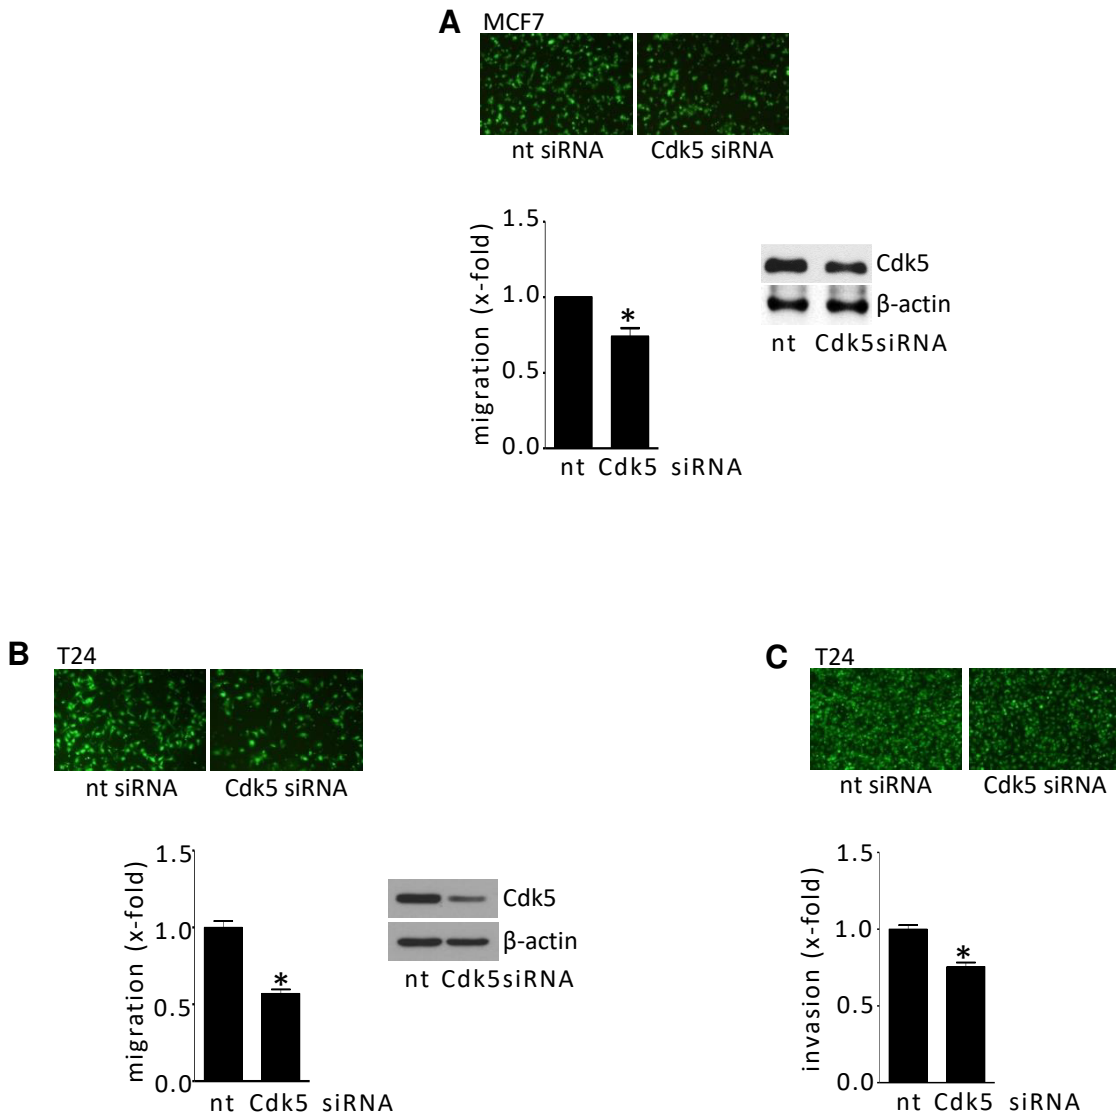 A MCF7
nt siRNA Cdk5 siRNA
migration (x-fold)
1.5
1.0
0.5
0.0
*
nt Cdk5 siRNA
Cdk5
β-actin
nt Cdk5siRNA
B T24
nt siRNA Cdk5 siRNA
migration (x-fold)
1.5
1.0
0.5
0.0
*
nt Cdk5 siRNA
Cdk5
β-actin
nt Cdk5siRNA
C T24
nt siRNA Cdk5 siRNA
invasion (x-fold)
1.5
1.0
0.5
0.0
*
nt Cdk5 siRNA